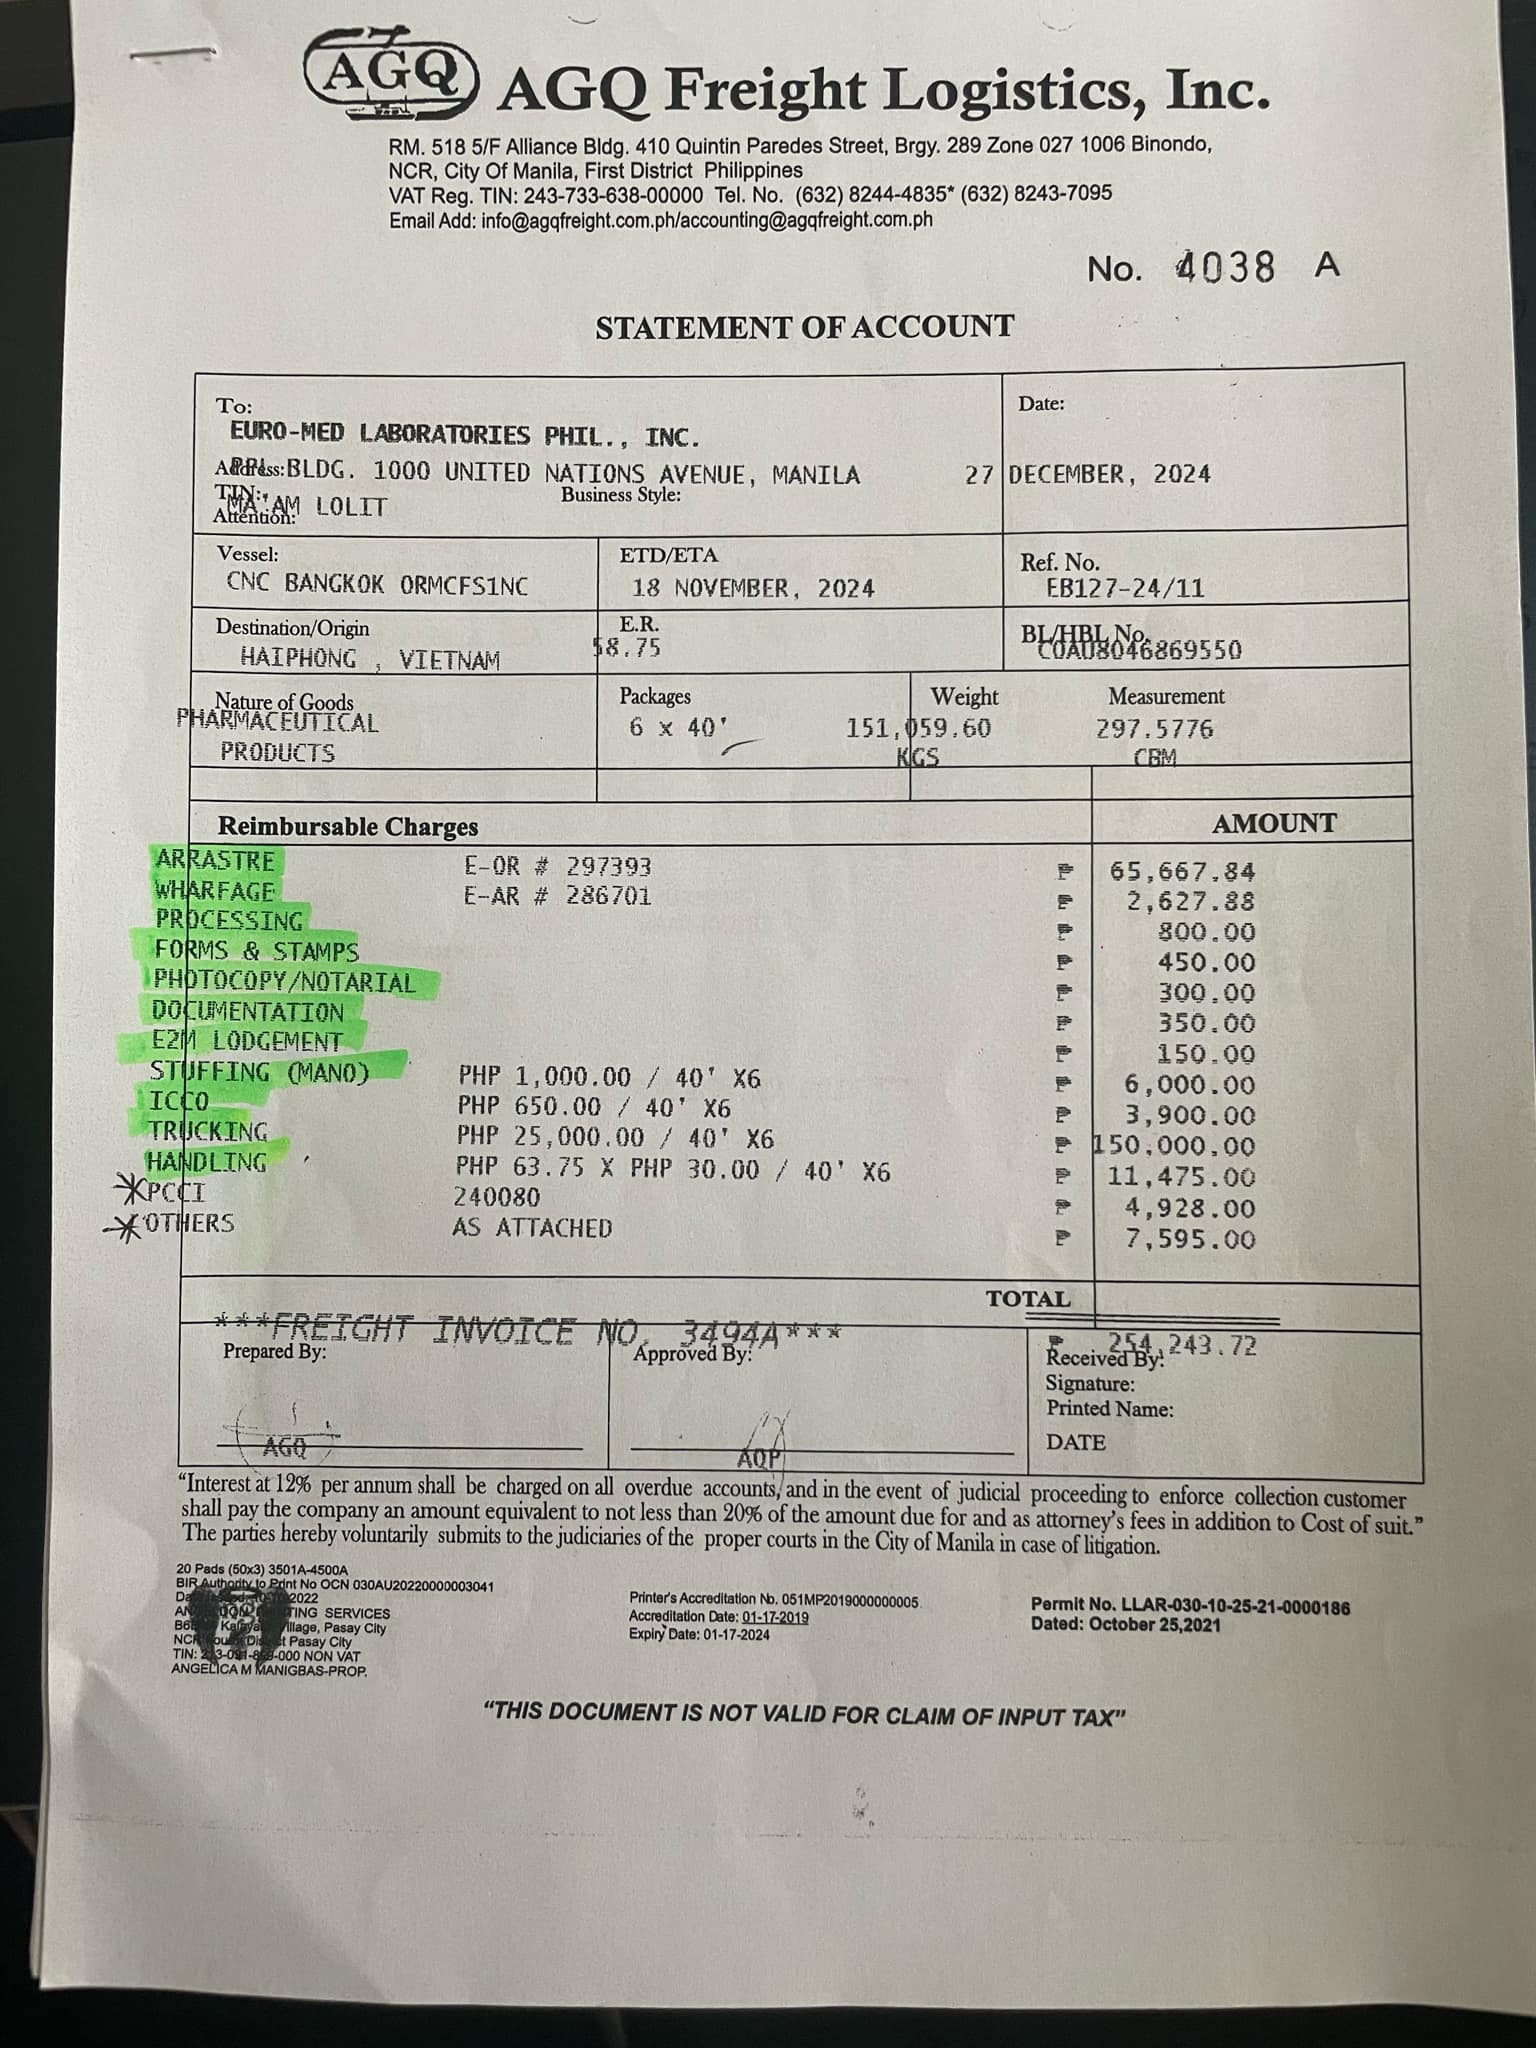 AGQ
AGQ Freight Logistics, Inc.
RM. 518 5/F Alliance Bldg. 410 Quintin Paredes Street, Brgy. 289 Zone 027 1006 Binondo,
NCR, City Of Manila, First District Philippines
VAT Reg. TIN: 243-733-638-00000 Tel. No. (632) 8244-4835* (632) 8243-7095
Email Add: info@agqfreight.com.ph/accounting@agqfreight.com.ph
No. 4038 A
STATEMENT OF ACCOUNT
To:
EURO-MED LABORATORIES PHIL., INC.
Date:
Address: BLDG. 1000 UNITED NATIONS AVENUE, MANILA
27 DECEMBER, 2024
TIN:
Business Style:
MA'AM LOLIT
Attention:
Vessel:
CNC BANGKOK 0RMCFS1NC
ETD/ETA
18 NOVEMBER, 2024
Ref. No.
EB127-24/11
Destination/Origin
HAIPHONG , VIETNAM
E.R.
58.75
BL/HBL No.
COAU8046869550
Nature of Goods
PHARMACEUTICAL
PRODUCTS
Packages
6 x 40'
Weight
151,059.60
KGS
Measurement
297.5776
CBM
Reimbursable Charges AMOUNT
ARRASTRE E-OR # 297393 ₱ 65,667.84
WHARFAGE E-AR # 286701 ₱ 2,627.88
PROCESSING ₱ 800.00
FORMS & STAMPS ₱ 450.00
PHOTOCOPY/NOTARIAL ₱ 300.00
DOCUMENTATION ₱ 350.00
E2M LODGEMENT ₱ 150.00
STUFFING (MANO) PHP 1,000.00 / 40' X6 ₱ 6,000.00
ICCO PHP 650.00 / 40' X6 ₱ 3,900.00
TRUCKING PHP 25,000.00 / 40' X6 ₱ 150,000.00
HANDLING PHP 63.75 X PHP 30.00 / 40' X6 ₱ 11,475.00
PCCI 240080 ₱ 4,928.00
OTHERS AS ATTACHED ₱ 7,595.00
TOTAL
***FREIGHT INVOICE NO. 3494A***
₱ 254,243.72
Prepared By:
AGQ
Approved By:
AQP
Received By:
Signature:
Printed Name:
DATE
"Interest at 12% per annum shall be charged on all overdue accounts, and in the event of judicial proceeding to enforce collection customer
shall pay the company an amount equivalent to not less than 20% of the amount due for and as attorney's fees in addition to Cost of suit."
The parties hereby voluntarily submits to the judiciaries of the proper courts in the City of Manila in case of litigation.
20 Pads (50x3) 3501A-4500A
BIR Authority to Print No OCN 030AU20220000003041
2022
TING SERVICES
Village, Pasay City
Pasay City
000 NON VAT
ANGELICA M MANIGBAS-PROP.
Printer's Accreditation No. 051MP2019000000005
Accreditation Date: 01-17-2019
Expiry Date: 01-17-2024
Permit No. LLAR-030-10-25-21-0000186
Dated: October 25,2021
"THIS DOCUMENT IS NOT VALID FOR CLAIM OF INPUT TAX"